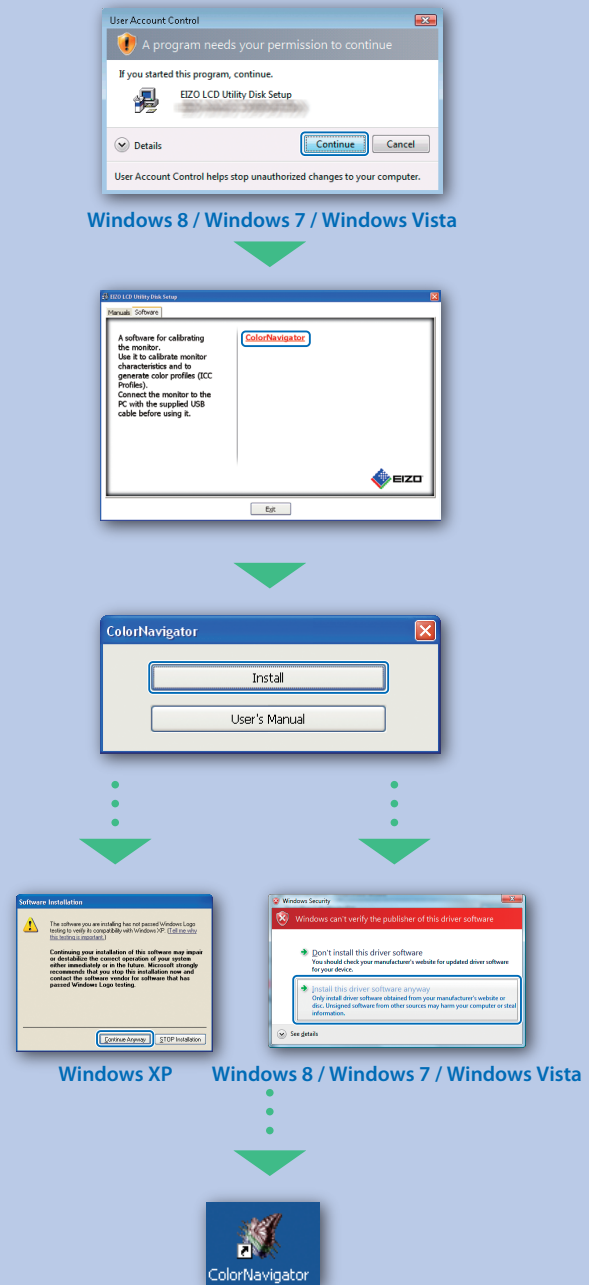 User Account Control
A program needs your permission to continue
If you started this program, continue.
EIZO LCD Utility Disk Setup
Details
Continue
Cancel
User Account Control helps stop unauthorized changes to your computer.
Windows 8 / Windows 7 / Windows Vista
EIZO LCD Utility Disk Setup
Manuals
Software
A software for calibrating
the monitor.
Use it to calibrate monitor
characteristics and to
generate color profiles (ICC
Profiles).
Connect the monitor to the
PC with the supplied USB
cable before using it.
ColorNavigator
EIZO
Exit
ColorNavigator
Install
User's Manual
Software Installation
The software you are installing has not passed Windows Logo
testing to verify its compatibility with Windows XP. (Tell me why
this testing is important.)
Continuing your installation of this software may impair
or destabilize the correct operation of your system
either immediately or in the future. Microsoft strongly
recommends that you stop this installation now and
contact the software vendor for software that has
passed Windows Logo testing.
Continue Anyway
STOP Installation
Windows XP
Windows Security
Windows can't verify the publisher of this driver software
Don't install this driver software
You should check your manufacturer's website for updated driver software
for your device.
Install this driver software anyway
Only install driver software obtained from your manufacturer's website or
disc. Unsigned software from other sources may harm your computer or steal
information.
See details
Windows 8 / Windows 7 / Windows Vista
ColorNavigator